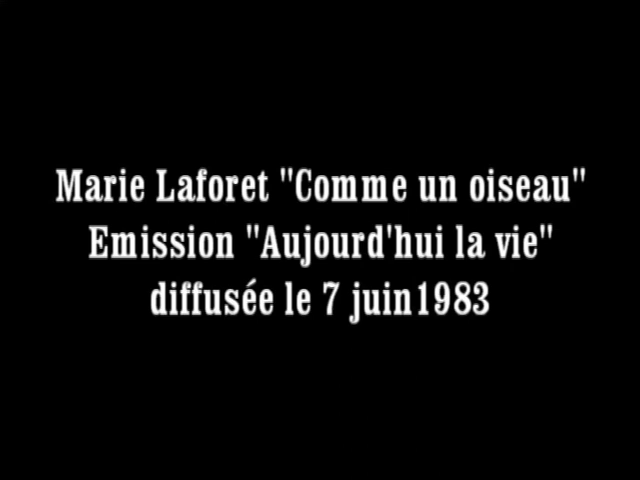 Marie Laforet "Comme un oiseau"
Emission "Aujourd'hui la vie"
diffusée le 7 juin1983